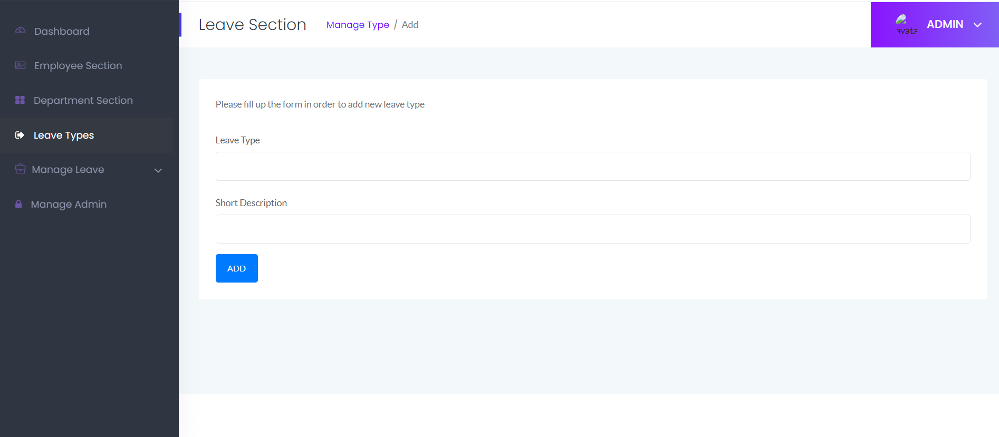 Dashboard
Employee Section
Department Section
Leave Types
Manage Leave
Manage Admin
Leave Section
Manage Type / Add
avata
ADMIN
Please fill up the form in order to add new leave type
Leave Type
Short Description
ADD